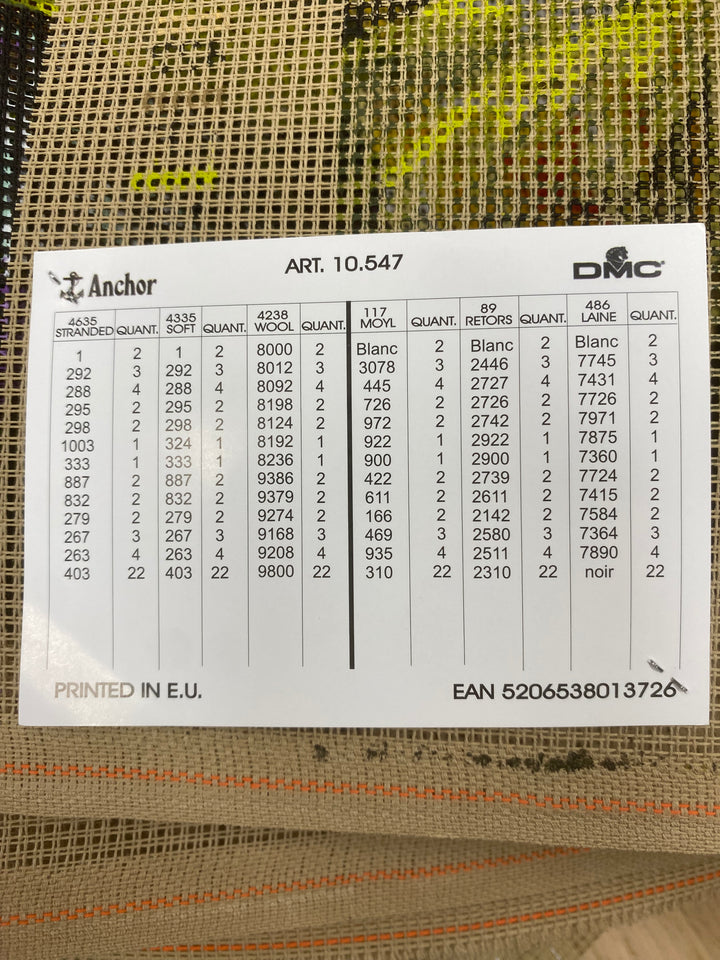 ART. 10.547
Anchor
DMC
4635 STRANDED QUANT. 4335 SOFT QUANT. 4238 WOOL QUANT. 117 MOYL QUANT. 89 RETORS QUANT. 486 LAINE QUANT.
1 2 1 2 8000 2 Blanc 2 Blanc 2 Blanc 2
292 3 292 3 8012 3 3078 3 2446 3 7745 3
288 4 288 4 8092 4 445 4 2727 4 7431 4
295 2 295 2 8198 2 726 2 2726 2 7726 2
298 2 298 2 8124 2 972 2 2742 2 7971 2
1003 1 324 1 8192 1 922 1 2922 1 7875 1
333 1 333 1 8236 1 900 1 2900 1 7360 1
887 2 887 2 9386 2 422 2 2739 2 7724 2
832 2 832 2 9379 2 611 2 2611 2 7415 2
279 2 279 2 9274 2 166 2 2142 2 7584 2
267 3 267 3 9168 3 469 3 2580 3 7364 3
263 4 263 4 9208 4 935 4 2511 4 7890 4
403 22 403 22 9800 22 310 22 2310 22 noir 22
PRINTED IN E.U.
EAN 5206538013726